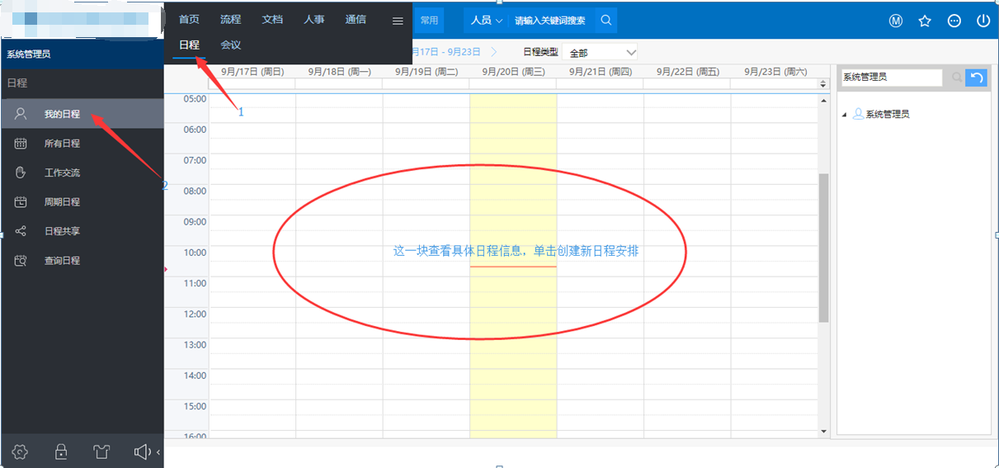 首页 流程 文档 人事 通信 常用 人员 请输入关键词搜索
日程 会议
系统管理员
月17日 - 9月23日 日程类型 全部
日程
我的日程
所有日程
工作交流
周期日程
日程共享
查询日程
9月/17日 (周日) 9月/18日 (周一) 9月/19日 (周二) 9月/20日 (周三) 9月/21日 (周四) 9月/22日 (周五) 9月/23日 (周六)
1
2
05:00
06:00
07:00
08:00
09:00
10:00
11:00
12:00
13:00
14:00
15:00
16:00
这一块查看具体日程信息，单击创建新日程安排
系统管理员
系统管理员